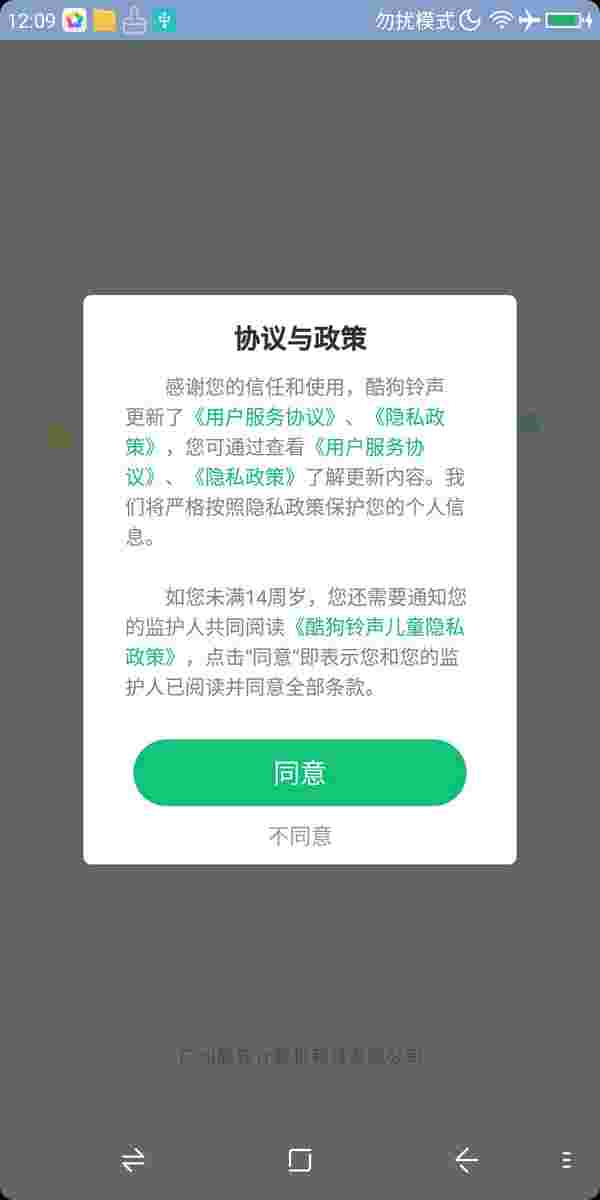 12:09
勿扰模式
协议与政策
感谢您的信任和使用，酷狗铃声
更新了《用户服务协议》、《隐私政
策》，您可通过查看《用户服务协
议》、《隐私政策》了解更新内容。我
们将严格按照隐私政策保护您的个人信
息。
如您未满14周岁，您还需要通知您
的监护人共同阅读《酷狗铃声儿童隐私
政策》，点击“同意”即表示您和您的监
护人已阅读并同意全部条款。
同意
不同意